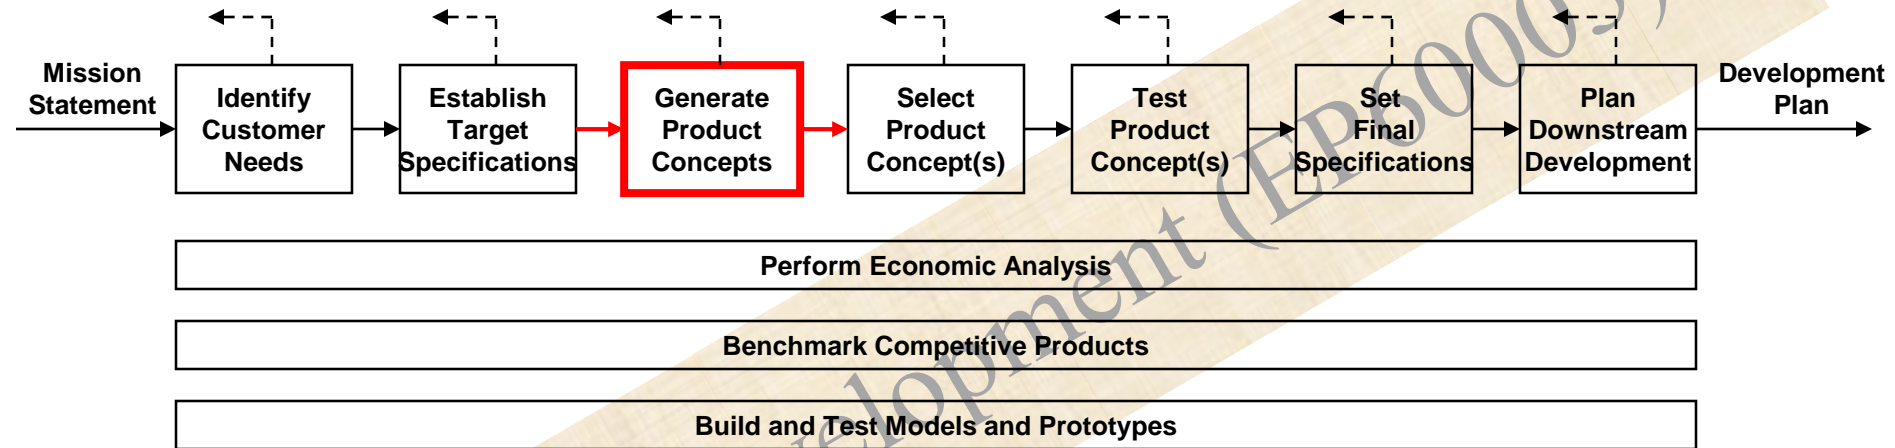 Mission
Statement
Identify
Customer
Needs
Establish
Target
Specifications
Generate
Product
Concepts
Select
Product
Concept(s)
Test
Product
Concept(s)
Set
Final
Specifications
Plan
Downstream
Development
Development
Plan
Perform Economic Analysis
Benchmark Competitive Products
Build and Test Models and Prototypes